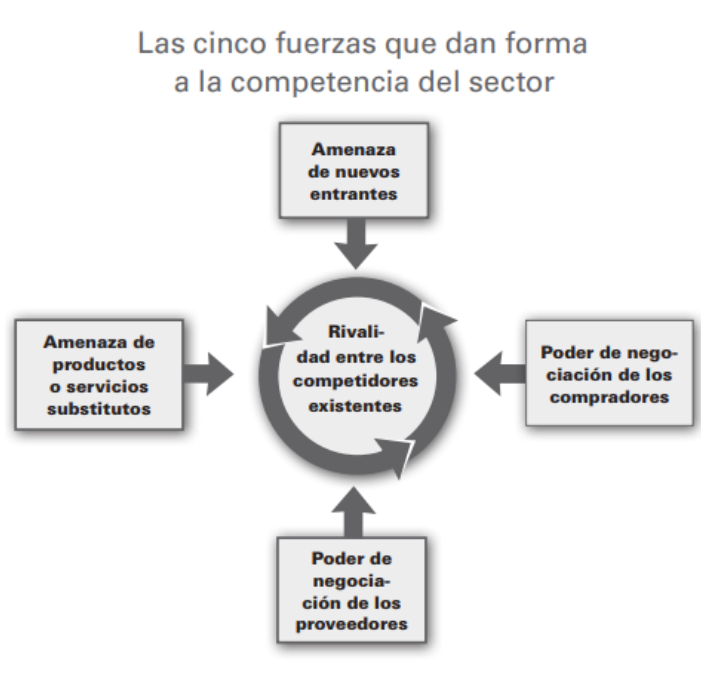 Las cinco fuerzas que dan forma
a la competencia del sector
Amenaza
de nuevos
entrantes
Amenaza de
productos
o servicios
substitutos
Rivali-
dad entre los
competidores
existentes
Poder de nego-
ciación de los
compradores
Poder de
negocia-
ción de los
proveedores